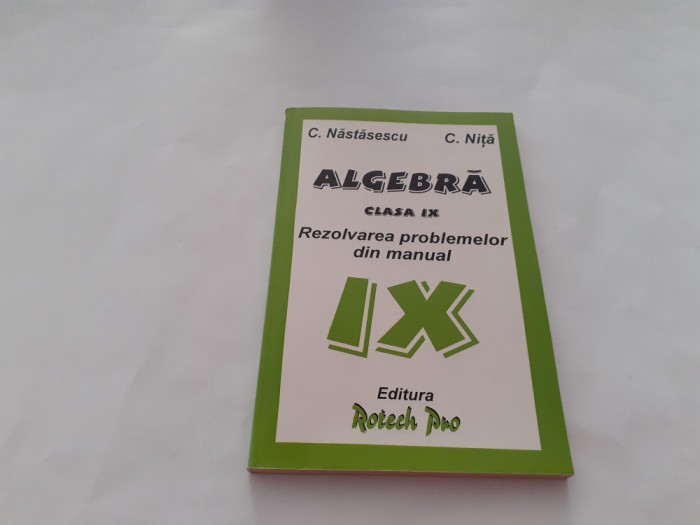 C. Năstăsescu C. Niță
ALGEBRĂ
CLASA IX
Rezolvarea problemelor
din manual
IX
Editura
Rotech Pro